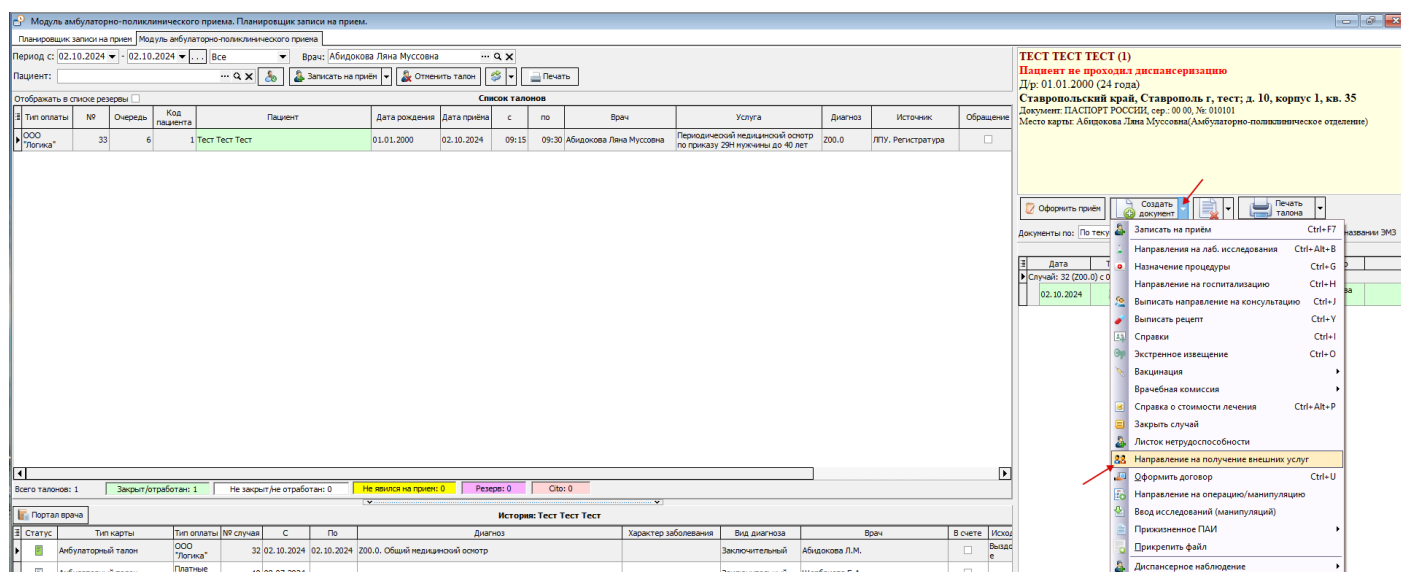 Модуль амбулаторно-поликлинического приема. Планировщик записи на прием.
Планировщик записи на прием Модуль амбулаторно-поликлинического приема
Период с: 02.10.2024 - 02.10.2024 ... Все Врач: Абидокова Ляна Муссовна
Пациент: Записать на приём Отменить талон Печать
Отображать в списке резервы Список талонов
Тип оплаты № Очередь Код пациента Пациент Дата рождения Дата приёма с по Врач Услуга Диагноз Источник Обращение
ООО "Логика" 33 6 1 Тест Тест Тест 01.01.2000 02.10.2024 09:15 09:30 Абидокова Ляна Муссовна Периодический медицинский осмотр по приказу 29Н мужчины до 40 лет Z00.0 ЛПУ. Регистратура
Всего талонов: 1 Закрыт/отработан: 1 Не закрыт/не отработан: 0 Не явился на прием: 0 Резерв: 0 Cito: 0
Портал врача История: Тест Тест Тест
Статус Тип карты Тип оплаты № случая С По Диагноз Характер заболевания Вид диагноза Врач В счете Исход
Амбулаторный талон ООО "Логика" 32 02.10.2024 02.10.2024 Z00.0. Общий медицинский осмотр Заключительный Абидокова Л.М. Выздо
е
Платные
ТЕСТ ТЕСТ ТЕСТ (1)
Пациент не проходил диспансеризацию
Д/р: 01.01.2000 (24 года)
Ставропольский край, Ставрополь г, тест; д. 10, корпус 1, кв. 35
Документ: ПАСПОРТ РОССИИ, сер.: 00 00, №: 010101
Место карты: Абидокова Ляна Муссовна(Амбулаторно-поликлиническое отделение)
Оформить приём Создать документ Печать талона
Документы по: По теку названии ЭМЗ
Дата Т
Случай: 32 (Z00.0) с 0
02.10.2024 ва
Записать на приём Ctrl+F7
Направления на лаб. исследования Ctrl+Alt+B
Назначение процедуры Ctrl+G
Направление на госпитализацию Ctrl+H
Выписать направление на консультацию Ctrl+J
Выписать рецепт Ctrl+Y
Справки Ctrl+I
Экстренное извещение Ctrl+O
Вакцинация
Врачебная комиссия
Справка о стоимости лечения Ctrl+Alt+P
Закрыть случай
Листок нетрудоспособности
Направление на получение внешних услуг
Оформить договор Ctrl+U
Направление на операцию/манипуляцию
Ввод исследований (манипуляций)
Прижизненное ПАИ
Прикрепить файл
Диспансерное наблюдение